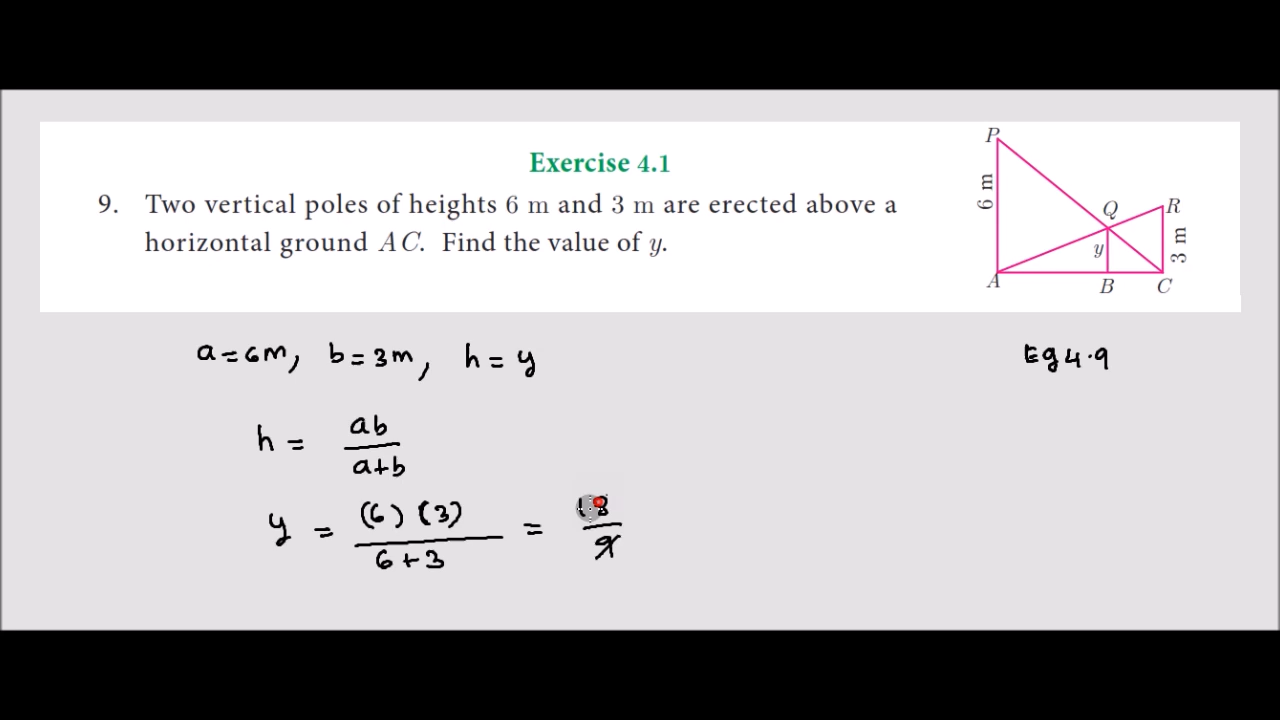 Exercise 4.1
9. Two vertical poles of heights 6 m and 3 m are erected above a
horizontal ground AC. Find the value of y.
P
6 m
Q
R
y
3 m
A
B
C
a = 6m, b = 3m, h = y
Eg 4.9
h = ab / a+b
y = (6) (3) / 6 + 3 = 18 / 9